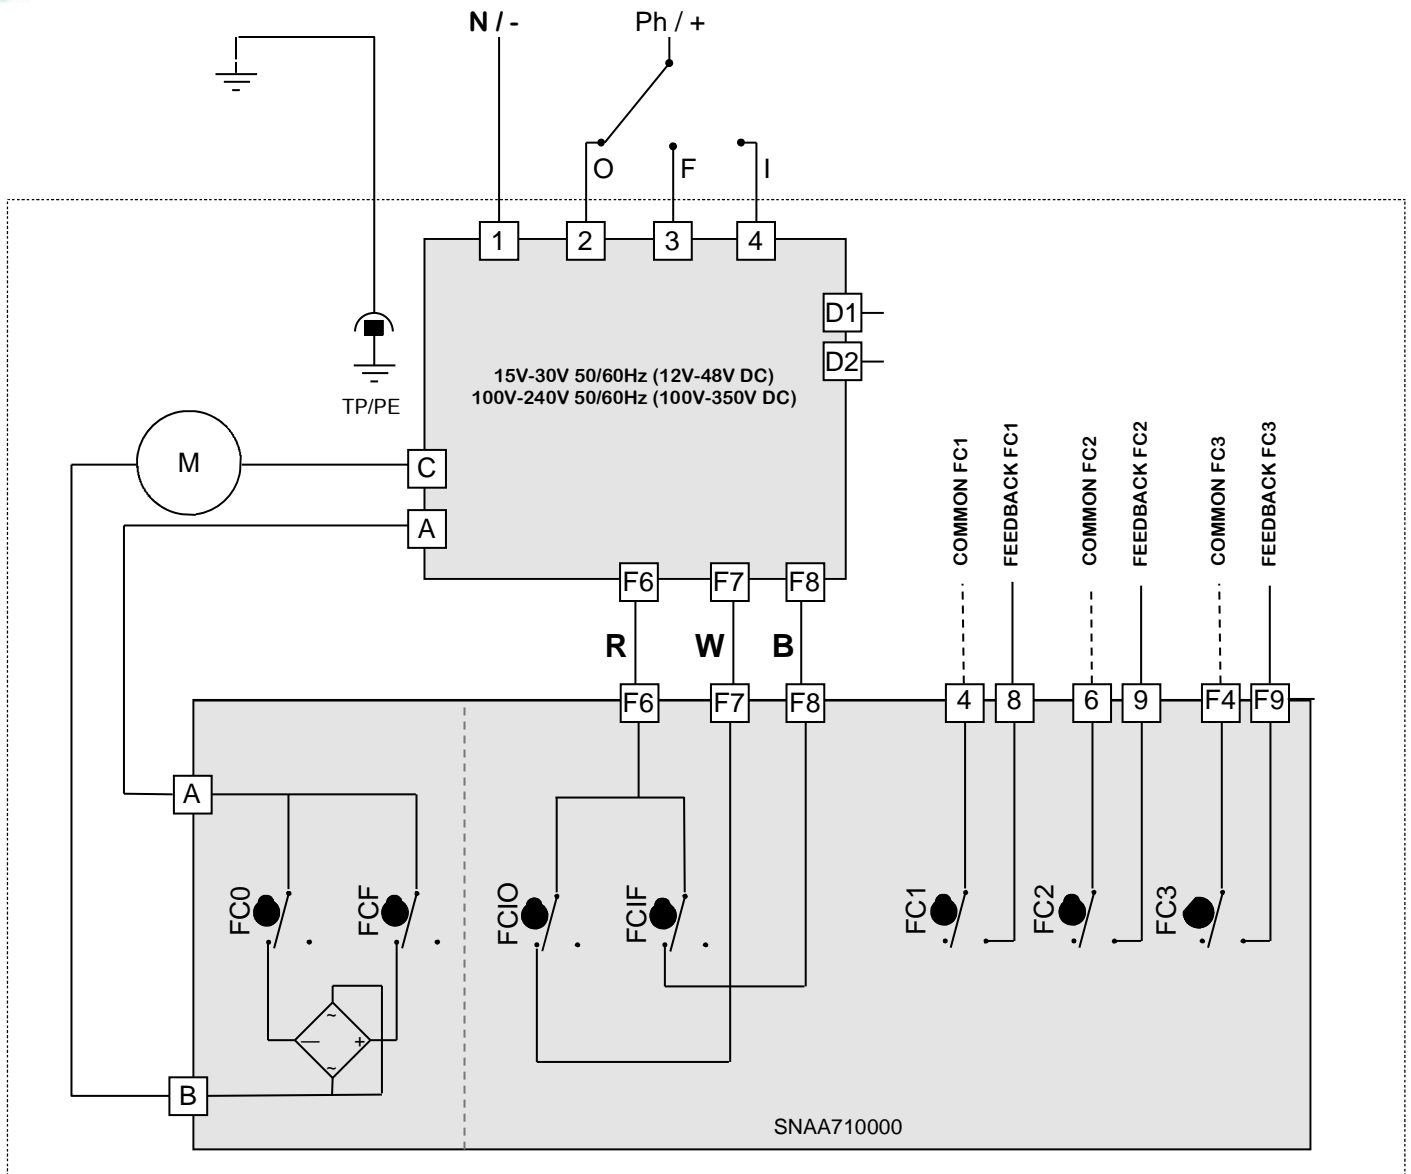 N / -
Ph / +
O
F
I
1
2
3
4
D1
D2
15V-30V 50/60Hz (12V-48V DC)
100V-240V 50/60Hz (100V-350V DC)
TP/PE
M
C
A
F6
F7
F8
R
W
B
COMMON FC1
FEEDBACK FC1
COMMON FC2
FEEDBACK FC2
COMMON FC3
FEEDBACK FC3
F6
F7
F8
4
8
6
9
F4
F9
A
FC0
FCF
FCIO
FCIF
FC1
FC2
FC3
~
— +
~
B
SNAA710000